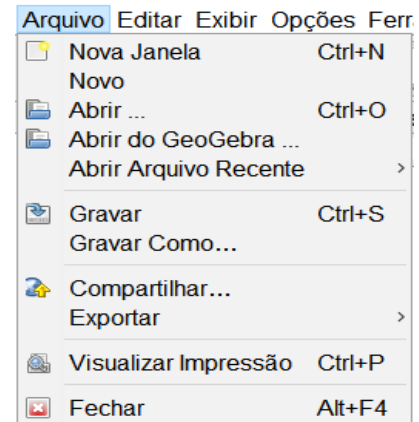 Arquivo Editar Exibir Opções Ferr
Nova Janela Ctrl+N
Novo
Abrir ... Ctrl+O
Abrir do GeoGebra ...
Abrir Arquivo Recente
Gravar Ctrl+S
Gravar Como...
Compartilhar...
Exportar
Visualizar Impressão Ctrl+P
Fechar Alt+F4